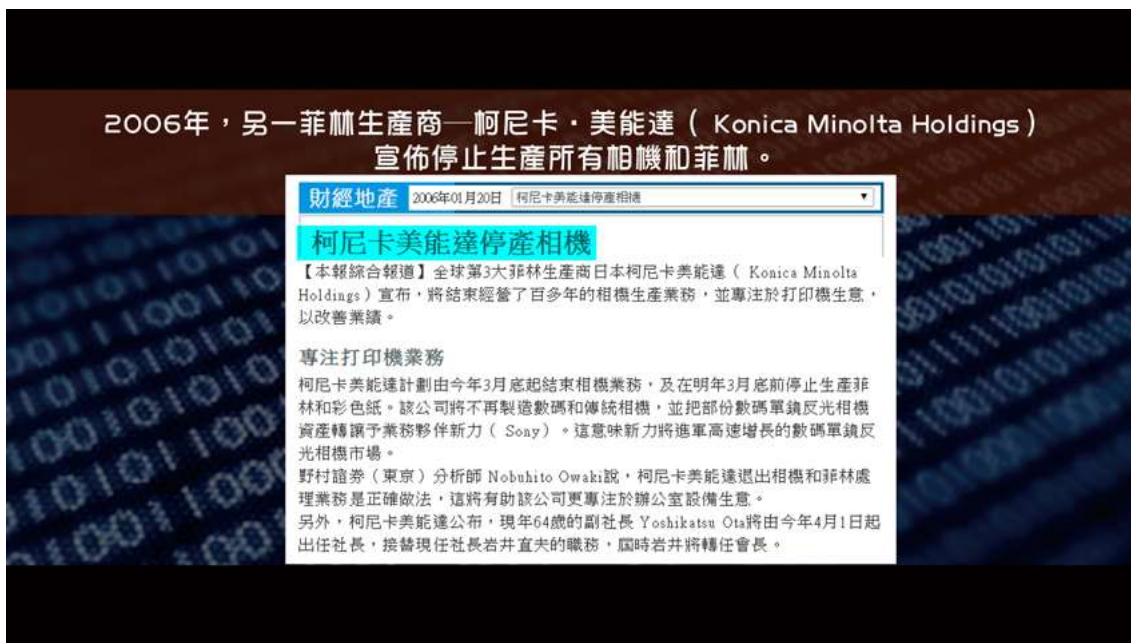 2006年，另一菲林生產商—柯尼卡·美能達（ Konica Minolta Holdings）
宣佈停止生產所有相機和菲林。
財經地產 2006年01月20日 柯尼卡美能達停產相機
柯尼卡美能達停產相機
【本報綜合報道】全球第3大菲林生產商日本柯尼卡美能達（ Konica Minolta
Holdings）宣布，將結束經營了百多年的相機生產業務，並專注於打印機生意，
以改善業績。
專注打印機業務
柯尼卡美能達計劃由今年3月底起結束相機業務，及在明年3月底前停止生產菲
林和彩色紙。該公司將不再製造數碼和傳統相機，並把部份數碼單鏡反光相機
資產轉讓予業務夥伴新力（ Sony）。這意味新力將進軍高速增長的數碼單鏡反
光相機市場。
野村證券（東京）分析師 Nobuhito Owaki說，柯尼卡美能達退出相機和菲林處
理業務是正確做法，這將有助該公司更專注於辦公室設備生意。
另外，柯尼卡美能達公布，現年64歲的副社長 Yoshikatsu Ota將由今年4月1日起
出任社長，接替現任社長岩井直夫的職務，屆時岩井將轉任會長。